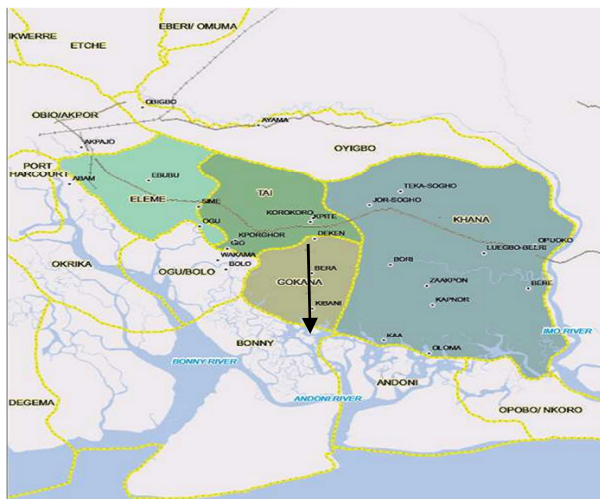 EBERI/ OMUMA
IKWERRE
ETCHE
OBIGBO
OBIO/AKPOR
AYAMA
AKPAJO
OYIGBO
PORT
HARCOURT
ABAM
EBUBU
TAI
TEKA-SOGHO
ELEME
SIME
JOR-SOGHO
KOROKORO
KPITE
KHANA
OGU
KPORGHOR
DEKEN
OPUOKO
GIO
WAKAMA
LUEGBO-BEERI
OKRIKA
BOLO
BORI
OGU/BOLO
BERA
GOKANA
ZAAKPON
BERE
KIBANI
KAPNOR
IMO RIVER
BONNY
KAA
OLOMA
BONNY RIVER
ANDONI
ANDONI RIVER
DEGEMA
OPOBO/ NKORO